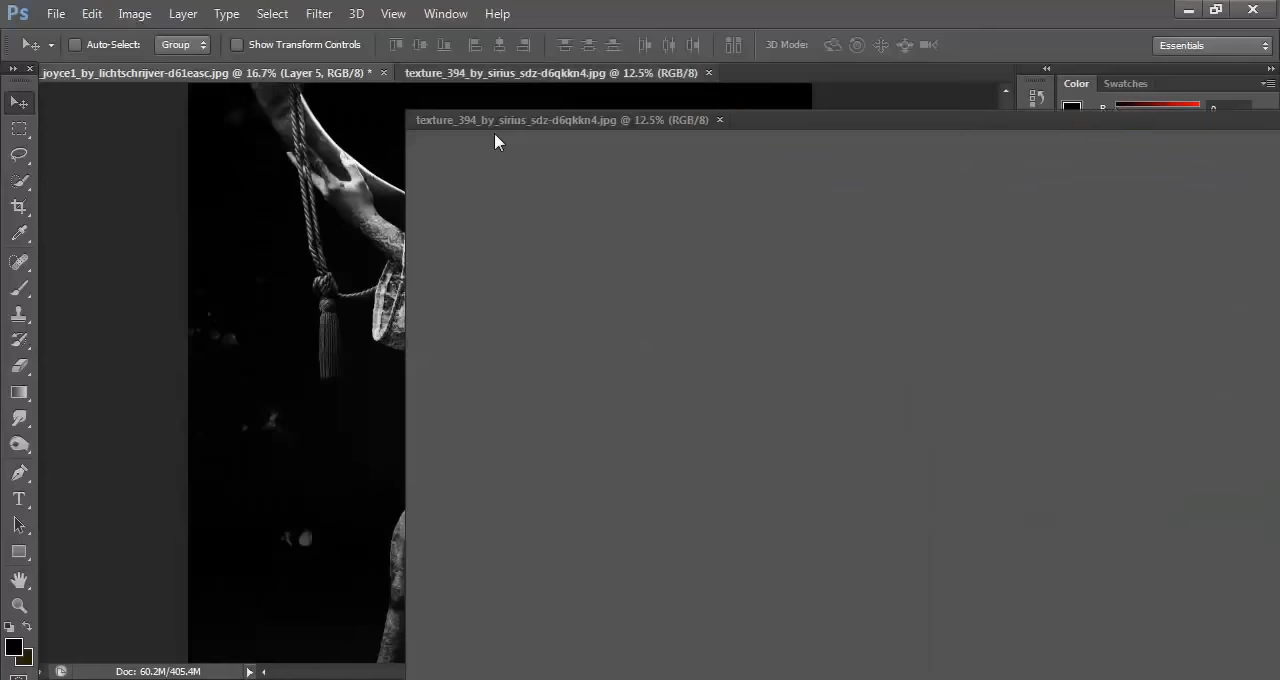 Ps File Edit Image Layer Type Select Filter 3D View Window Help
Auto-Select: Group Show Transform Controls 3D Mode: Essentials
joyce1_by_lichtschrijver-d61easc.jpg @ 16.7% (Layer 5, RGB/8) * × texture_394_by_sirius_sdz-d6qkkn4.jpg @ 12.5% (RGB/8) ×
Color Swatches
texture_394_by_sirius_sdz-d6qkkn4.jpg @ 12.5% (RGB/8) ×
T
Doc: 60.2M/405.4M